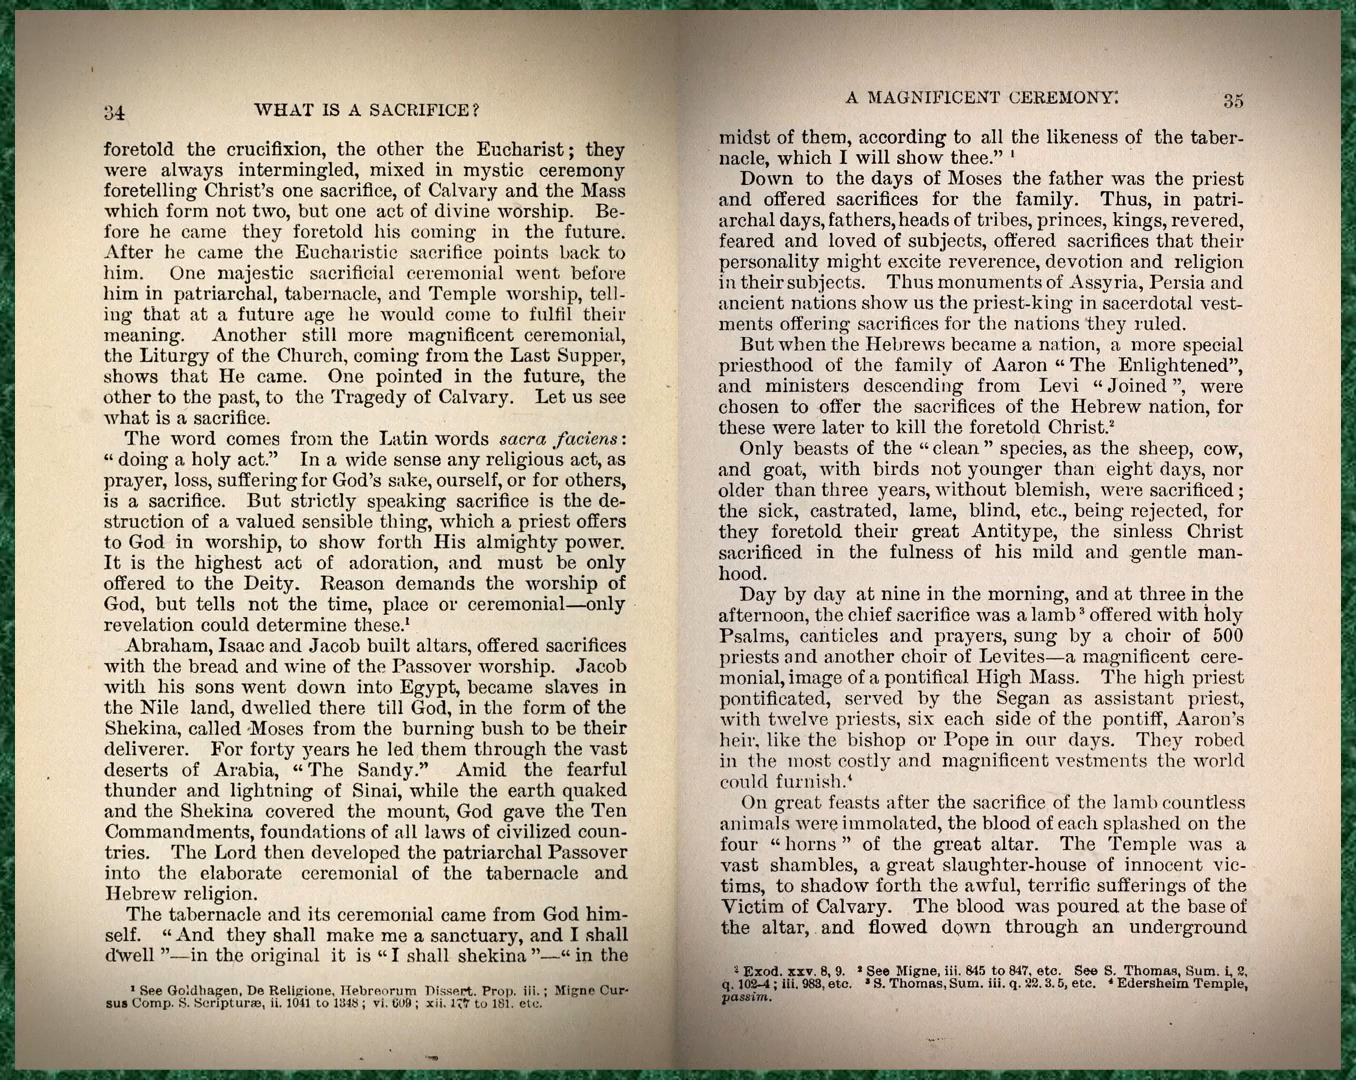 34
WHAT IS A SACRIFICE?
foretold the crucifixion, the other the Eucharist; they
were always intermingled, mixed in mystic ceremony
foretelling Christ's one sacrifice, of Calvary and the Mass
which form not two, but one act of divine worship. Be-
fore he came they foretold his coming in the future.
After he came the Eucharistic sacrifice points back to
him. One majestic sacrificial ceremonial went before
him in patriarchal, tabernacle, and Temple worship, tell-
ing that at a future age he would come to fulfil their
meaning. Another still more magnificent ceremonial,
the Liturgy of the Church, coming from the Last Supper,
shows that He came. One pointed in the future, the
other to the past, to the Tragedy of Calvary. Let us see
what is a sacrifice.
The word comes from the Latin words sacra faciens:
“ doing a holy act.” In a wide sense any religious act, as
prayer, loss, suffering for God's sake, ourself, or for others,
is a sacrifice. But strictly speaking sacrifice is the de-
struction of a valued sensible thing, which a priest offers
to God in worship, to show forth His almighty power.
It is the highest act of adoration, and must be only
offered to the Deity. Reason demands the worship of
God, but tells not the time, place or ceremonial—only
revelation could determine these.¹
Abraham, Isaac and Jacob built altars, offered sacrifices
with the bread and wine of the Passover worship. Jacob
with his sons went down into Egypt, became slaves in
the Nile land, dwelled there till God, in the form of the
Shekina, called Moses from the burning bush to be their
deliverer. For forty years he led them through the vast
deserts of Arabia, “ The Sandy.” Amid the fearful
thunder and lightning of Sinai, while the earth quaked
and the Shekina covered the mount, God gave the Ten
Commandments, foundations of all laws of civilized coun-
tries. The Lord then developed the patriarchal Passover
into the elaborate ceremonial of the tabernacle and
Hebrew religion.
The tabernacle and its ceremonial came from God him-
self. “ And they shall make me a sanctuary, and I shall
dwell ”—in the original it is “ I shall shekina ”—“ in the
¹ See Goldhagen, De Religione, Hebreorum Dissert. Prop. iii. ; Migne Cur-
sus Comp. S. Scripturæ, ii. 1041 to 1348 ; vi. 609 ; xii. 177 to 181. etc.
A MAGNIFICENT CEREMONY.
35
midst of them, according to all the likeness of the taber-
nacle, which I will show thee.” ¹
Down to the days of Moses the father was the priest
and offered sacrifices for the family. Thus, in patri-
archal days, fathers, heads of tribes, princes, kings, revered,
feared and loved of subjects, offered sacrifices that their
personality might excite reverence, devotion and religion
in their subjects. Thus monuments of Assyria, Persia and
ancient nations show us the priest-king in sacerdotal vest-
ments offering sacrifices for the nations they ruled.
But when the Hebrews became a nation, a more special
priesthood of the family of Aaron “ The Enlightened”,
and ministers descending from Levi “ Joined ”, were
chosen to offer the sacrifices of the Hebrew nation, for
these were later to kill the foretold Christ.²
Only beasts of the “ clean ” species, as the sheep, cow,
and goat, with birds not younger than eight days, nor
older than three years, without blemish, were sacrificed ;
the sick, castrated, lame, blind, etc., being rejected, for
they foretold their great Antitype, the sinless Christ
sacrificed in the fulness of his mild and gentle man-
hood.
Day by day at nine in the morning, and at three in the
afternoon, the chief sacrifice was a lamb ³ offered with holy
Psalms, canticles and prayers, sung by a choir of 500
priests and another choir of Levites—a magnificent cere-
monial, image of a pontifical High Mass. The high priest
pontificated, served by the Segan as assistant priest,
with twelve priests, six each side of the pontiff, Aaron's
heir, like the bishop or Pope in our days. They robed
in the most costly and magnificent vestments the world
could furnish.⁴
On great feasts after the sacrifice of the lamb countless
animals were immolated, the blood of each splashed on the
four “ horns ” of the great altar. The Temple was a
vast shambles, a great slaughter-house of innocent vic-
tims, to shadow forth the awful, terrific sufferings of the
Victim of Calvary. The blood was poured at the base of
the altar, and flowed down through an underground
¹ Exod. xxv. 8, 9. ² See Migne, iii. 845 to 847, etc. See S. Thomas, Sum. i, 2,
q. 102-4 ; iii. 983, etc. ³ S. Thomas, Sum. iii. q. 22. 3. 5, etc. ⁴ Edersheim Temple,
passim.